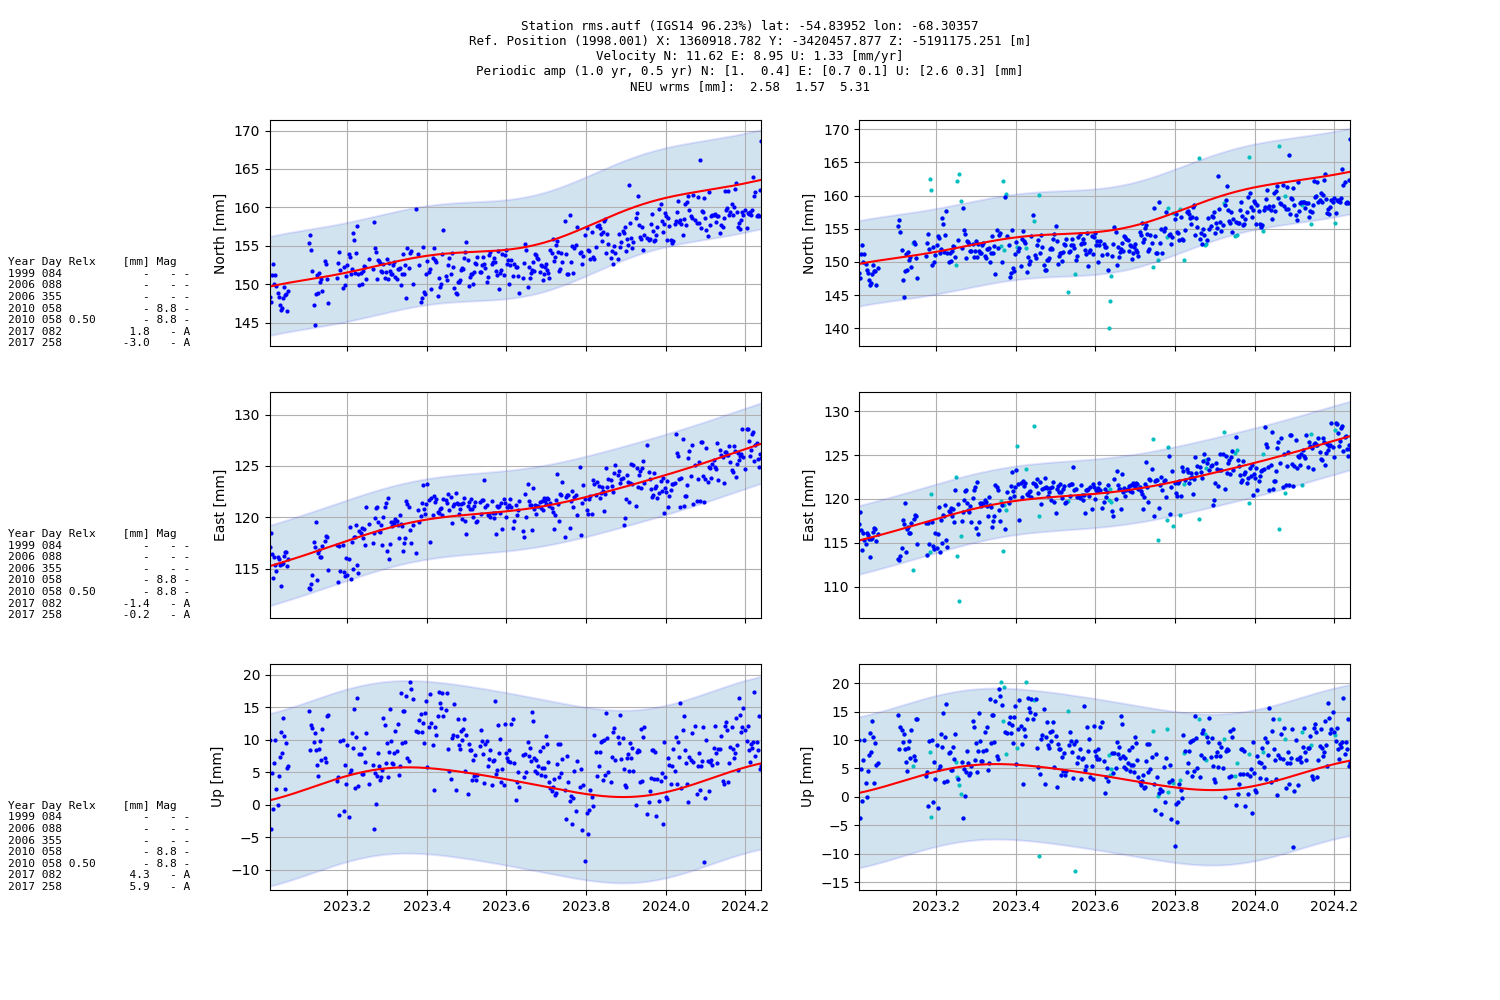 Station rms.autf (IGS14 96.23%) lat: -54.83952 lon: -68.30357
Ref. Position (1998.001) X: 1360918.782 Y: -3420457.877 Z: -5191175.251 [m]
Velocity N: 11.62 E: 8.95 U: 1.33 [mm/yr]
Periodic amp (1.0 yr, 0.5 yr) N: [1.  0.4] E: [0.7 0.1] U: [2.6 0.3] [mm]
NEU wrms [mm]:  2.58  1.57  5.31
Year Day Relx    [mm] Mag
1999 084            -   - -
2006 088            -   - -
2006 355            -   - -
2010 058            - 8.8 -
2010 058 0.50       - 8.8 -
2017 082          1.8   - A
2017 258         -3.0   - A
North [mm]
170
165
160
155
150
145
North [mm]
170
165
160
155
150
145
140
Year Day Relx    [mm] Mag
1999 084            -   - -
2006 088            -   - -
2006 355            -   - -
2010 058            - 8.8 -
2010 058 0.50       - 8.8 -
2017 082         -1.4   - A
2017 258         -0.2   - A
East [mm]
130
125
120
115
East [mm]
130
125
120
115
110
Year Day Relx    [mm] Mag
1999 084            -   - -
2006 088            -   - -
2006 355            -   - -
2010 058            - 8.8 -
2010 058 0.50       - 8.8 -
2017 082          4.3   - A
2017 258          5.9   - A
Up [mm]
20
15
10
5
0
−5
−10
2023.2 2023.4 2023.6 2023.8 2024.0 2024.2
Up [mm]
20
15
10
5
0
−5
−10
−15
2023.2 2023.4 2023.6 2023.8 2024.0 2024.2